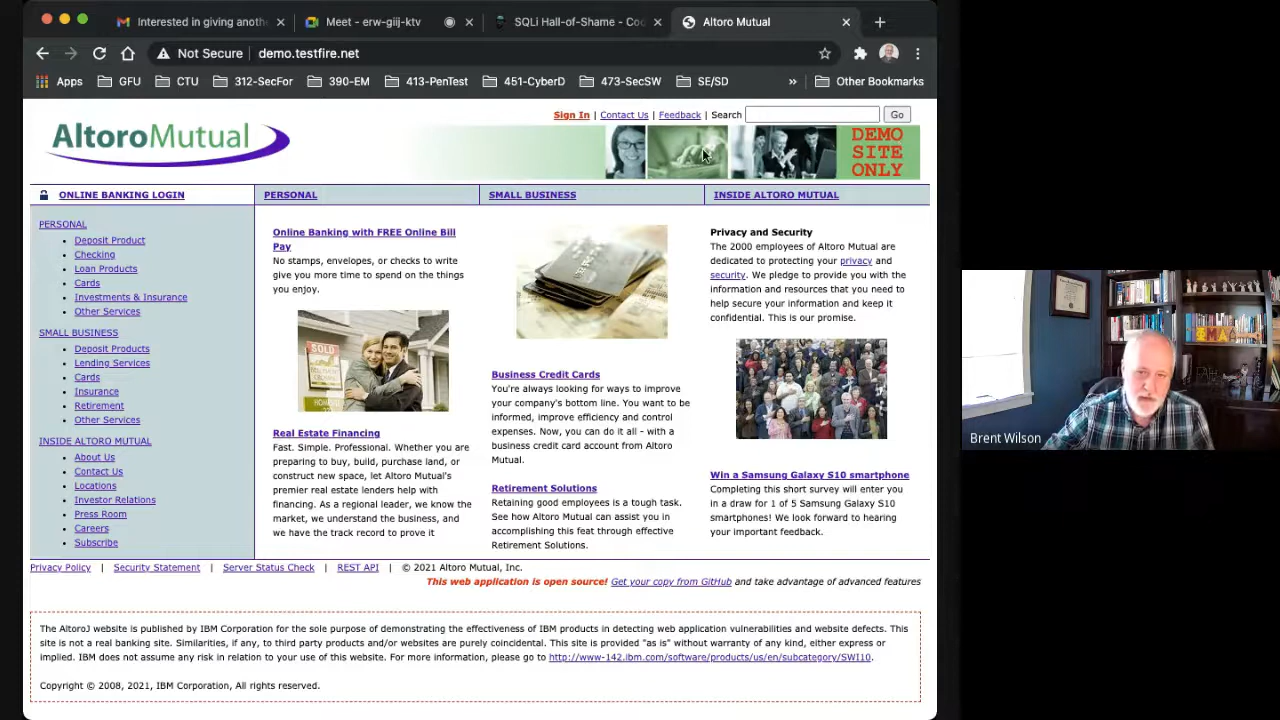 Interested in giving anoth
Meet - erw-giij-ktv
SQLi Hall-of-Shame - Co
Altoro Mutual
Not Secure
demo.testfire.net
Apps
GFU
CTU
312-SecFor
390-EM
413-PenTest
451-CyberD
473-SecSW
SE/SD
»
Other Bookmarks
Sign In | Contact Us | Feedback | Search
Go
AltoroMutual
DEMO
SITE
ONLY
ONLINE BANKING LOGIN
PERSONAL
SMALL BUSINESS
INSIDE ALTORO MUTUAL
PERSONAL
• Deposit Product
• Checking
• Loan Products
• Cards
• Investments & Insurance
• Other Services
SMALL BUSINESS
• Deposit Products
• Lending Services
• Cards
• Insurance
• Retirement
• Other Services
INSIDE ALTORO MUTUAL
• About Us
• Contact Us
• Locations
• Investor Relations
• Press Room
• Careers
• Subscribe
Online Banking with FREE Online Bill
Pay
No stamps, envelopes, or checks to write
give you more time to spend on the things
you enjoy.
SOLD
Real Estate Financing
Fast. Simple. Professional. Whether you are
preparing to buy, build, purchase land, or
construct new space, let Altoro Mutual's
premier real estate lenders help with
financing. As a regional leader, we know the
market, we understand the business, and
we have the track record to prove it
Business Credit Cards
You're always looking for ways to improve
your company's bottom line. You want to be
informed, improve efficiency and control
expenses. Now, you can do it all - with a
business credit card account from Altoro
Mutual.
Retirement Solutions
Retaining good employees is a tough task.
See how Altoro Mutual can assist you in
accomplishing this feat through effective
Retirement Solutions.
Privacy and Security
The 2000 employees of Altoro Mutual are
dedicated to protecting your privacy and
security. We pledge to provide you with the
information and resources that you need to
help secure your information and keep it
confidential. This is our promise.
Win a Samsung Galaxy S10 smartphone
Completing this short survey will enter you
in a draw for 1 of 5 Samsung Galaxy S10
smartphones! We look forward to hearing
your important feedback.
Privacy Policy | Security Statement | Server Status Check | REST API | © 2021 Altoro Mutual, Inc.
This web application is open source! Get your copy from GitHub and take advantage of advanced features
The AltoroJ website is published by IBM Corporation for the sole purpose of demonstrating the effectiveness of IBM products in detecting web application vulnerabilities and website defects. This
site is not a real banking site. Similarities, if any, to third party products and/or websites are purely coincidental. This site is provided "as is" without warranty of any kind, either express or
implied. IBM does not assume any risk in relation to your use of this website. For more information, please go to http://www-142.ibm.com/software/products/us/en/subcategory/SWI10.
Copyright © 2008, 2021, IBM Corporation, All rights reserved.
Brent Wilson